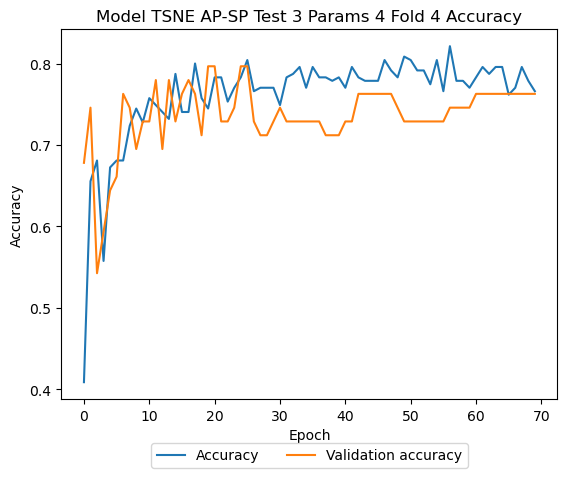 Model TSNE AP-SP Test 3 Params 4 Fold 4 Accuracy
0.8
0.7
0.6
0.5
0.4
Accuracy
0 10 20 30 40 50 60 70
Epoch
Accuracy Validation accuracy